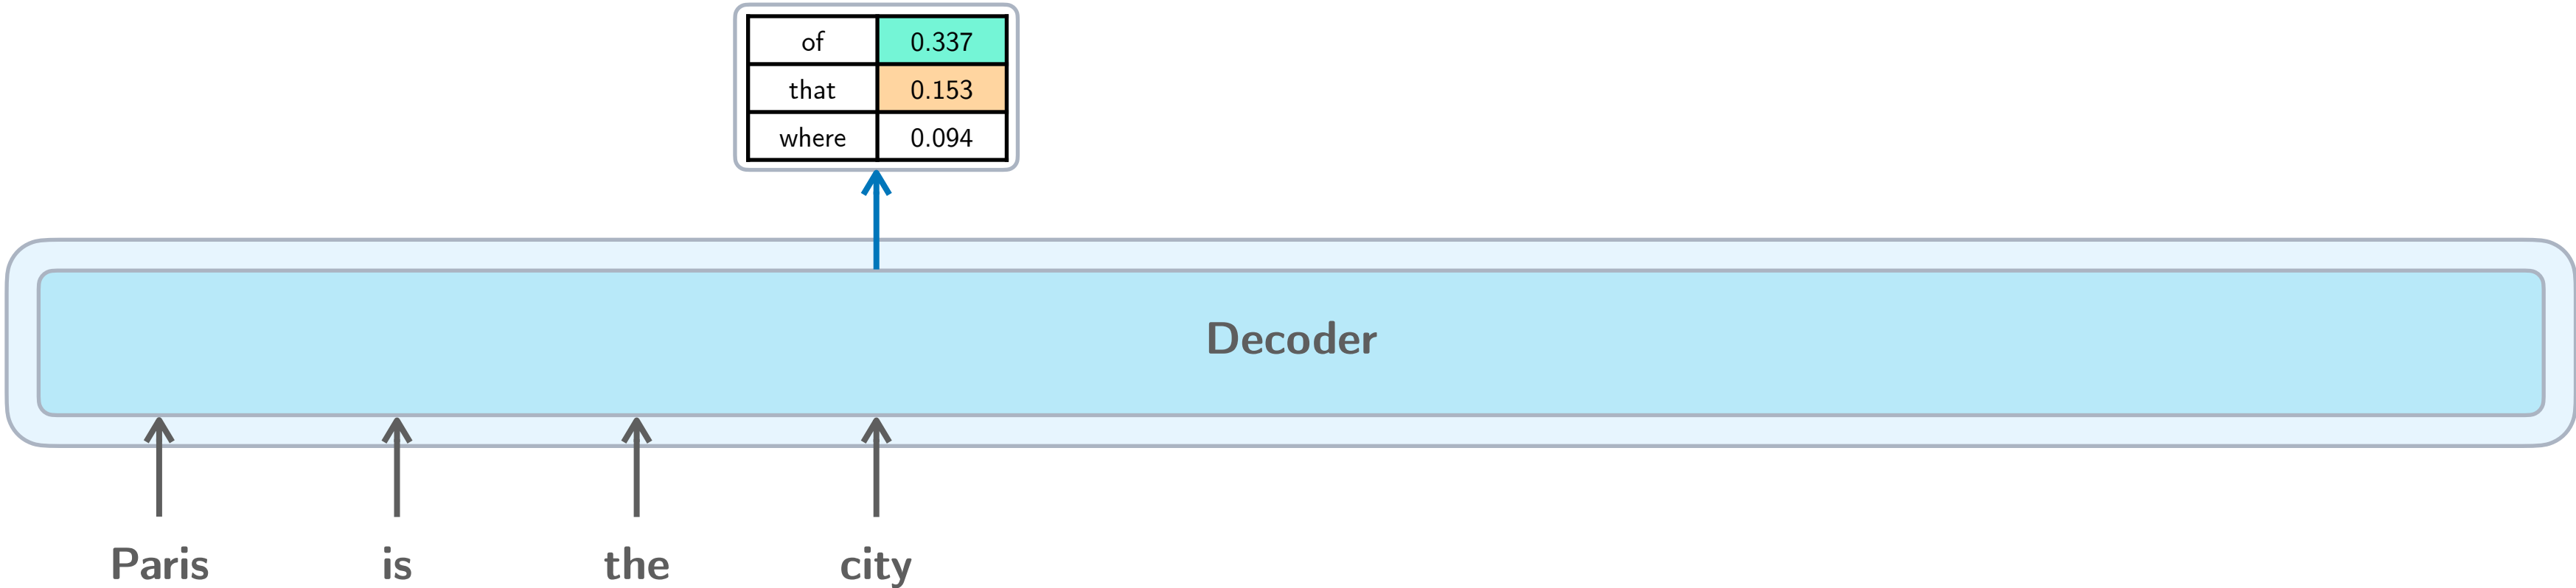 of 0.337
that 0.153
where 0.094
Decoder
Paris is the city